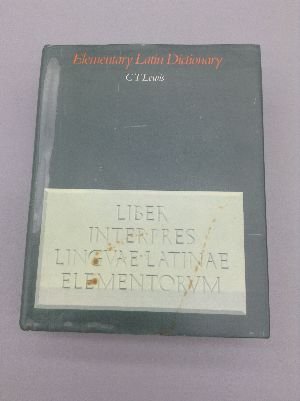 Elementary Latin Dictionary
C T Lewis
LIBER
INTERPRES
LINGVAE·LATINAE
ELEMENTORVM